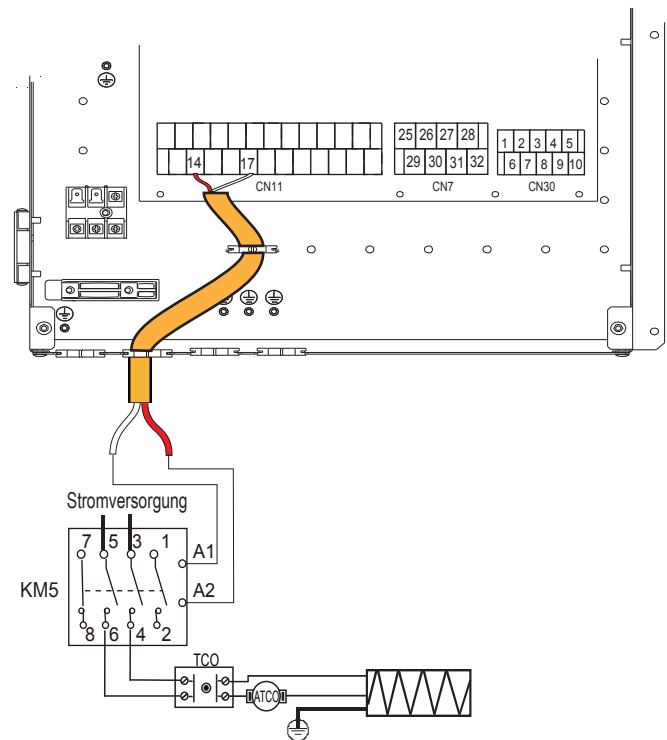 25 26 27 28
1 2 3 4 5
14 17
29 30 31 32
6 7 8 9 10
CN11
CN7
CN30
Stromversorgung
7 5 3 1
A1
KM5
A2
8 6 4 2
TCO
ATCO